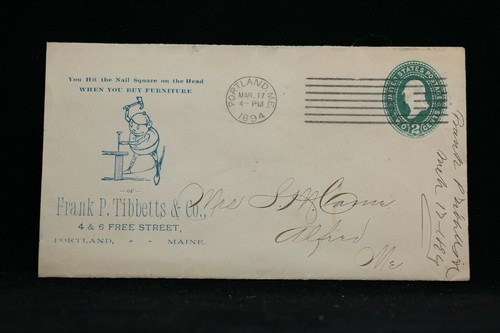 You Hit the Nail Square on the Head
WHEN YOU BUY FURNITURE
OF
Frank P. Tibbetts & Co.,
4 & 6 FREE STREET,
PORTLAND, - - MAINE.
PORTLAND, ME.
MAR. 17
4 - PM
1894
UNITED STATES POSTAGE
TWO 2 CENTS
Mrs
Alfred
Me